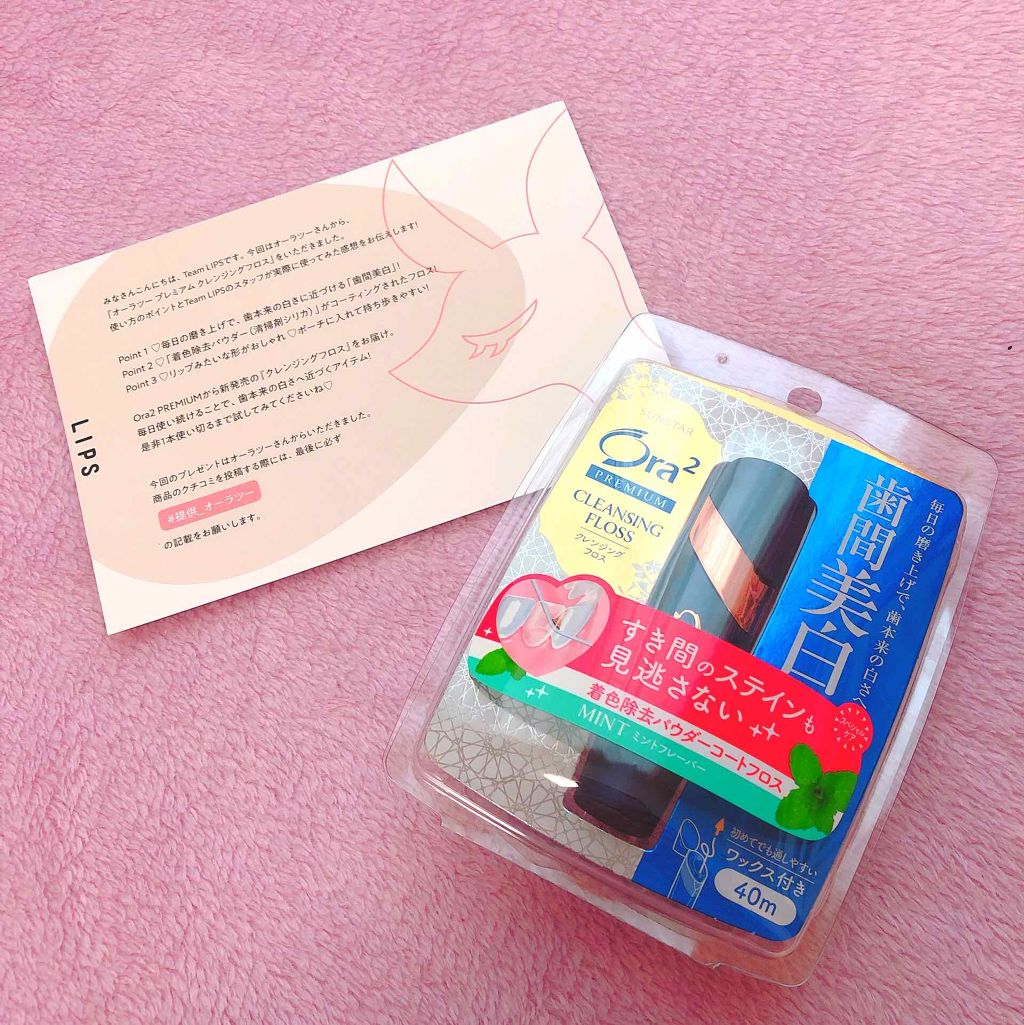 みなさんこんにちは、Team LIPSです。今回はオーラツーさんから、
『オーラツー プレミアム クレンジングフロス』をいただきました。
使い方のポイントとTeam LIPSのスタッフが実際に使ってみた感想をお伝えします!
Point 1 ♡毎日の磨き上げで、歯本来の白さに近づける「歯間美白」!
Point 2 ♡「着色除去パウダー(清掃剤シリカ)」がコーティングされたフロス!
Point 3 ♡リップみたいな形がおしゃれ♡ポーチに入れて持ち歩きやすい!
Ora2 PREMIUMから新発売の『クレンジングフロス』をお届け。
毎日使い続けることで、歯本来の白さへ近づくアイテム!
是非1本使い切るまで試してみてくださいね♡
今回のプレゼントはオーラツーさんからいただきました。
商品のクチコミを投稿する際には、最後に必ず
#提供_オーラツー
の記載をお願いします。
LIPS
SUNSTAR
Ora2
PREMIUM
CLEANSING
FLOSS
クレンジング
フロス
毎日の磨き上げで、歯本来の白さへ
歯間美白
すき間のステインも
見逃さない
着色除去パウダーコートフロス
MINT ミントフレーバー
スペシャル
ケア
初めてでも通しやすい
ワックス付き
40m